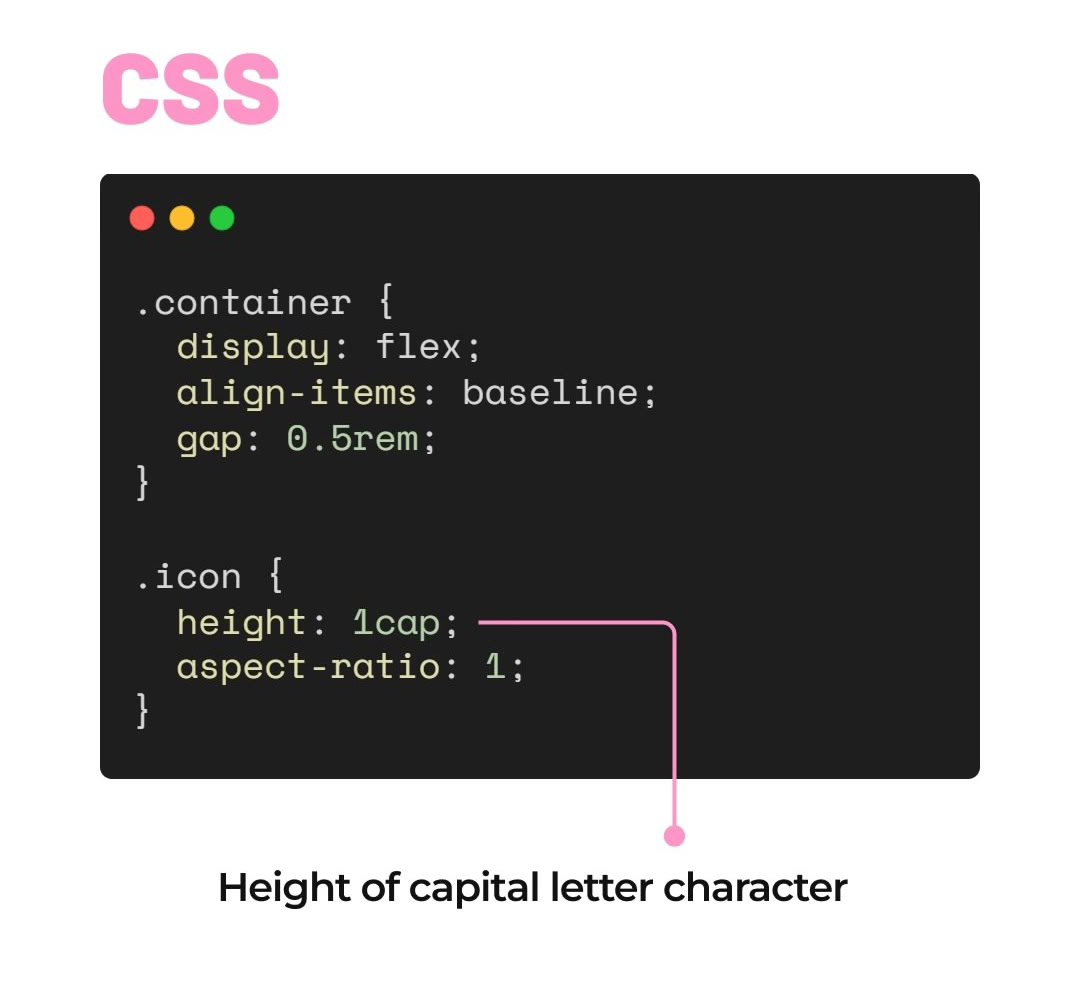 CSS
.container {
  display: flex;
  align-items: baseline;
  gap: 0.5rem;
}
.icon {
  height: 1cap;
  aspect-ratio: 1;
}
Height of capital letter character